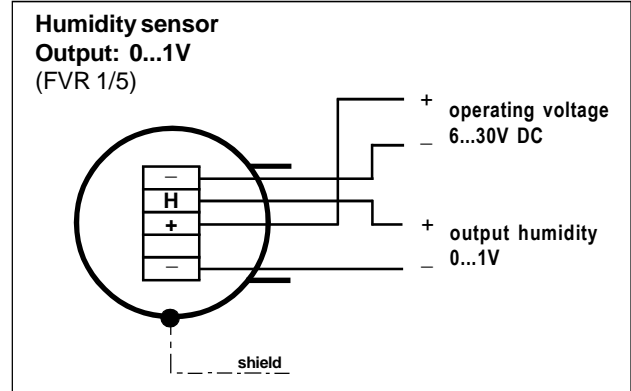 Humidity sensor
Output: 0...1V
(FVR 1/5)
+ operating voltage
– 6...30V DC
–
H
+
–
+ output humidity
– 0...1V
shield